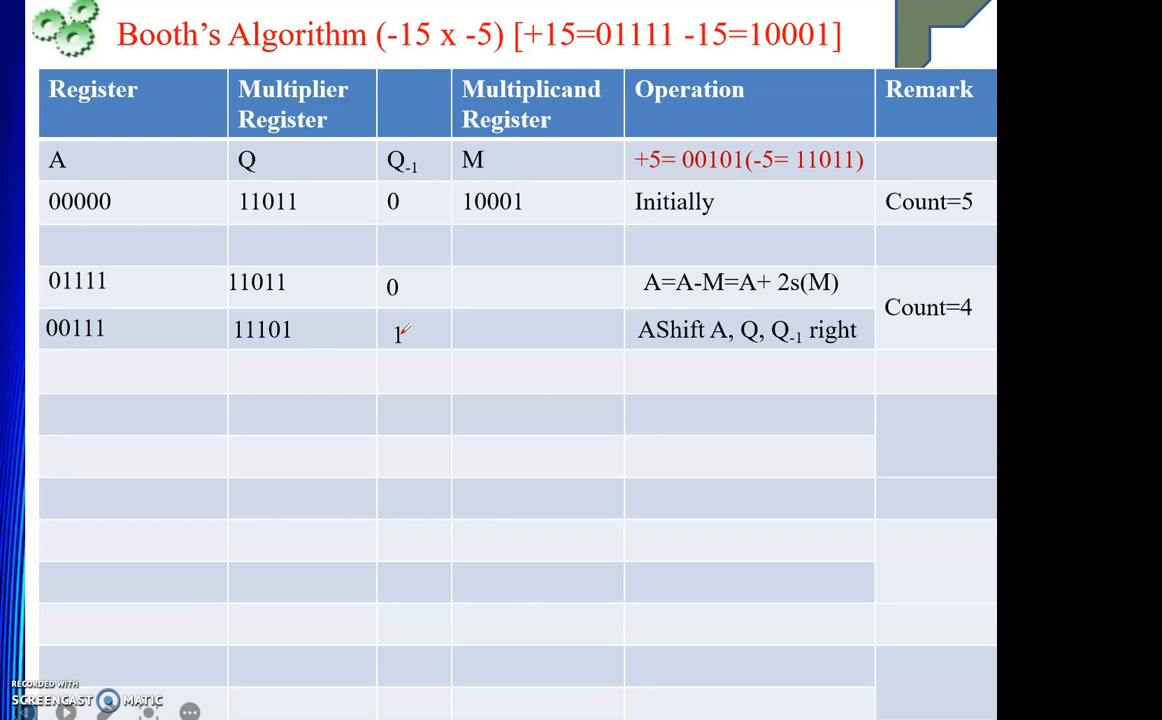 Booth's Algorithm (-15 x -5) [+15=01111 -15=10001]
Register Multiplier Register Multiplicand Register Operation Remark
A Q Q-1 M +5= 00101(-5= 11011)
00000 11011 0 10001 Initially Count=5
01111 11011 0 A=A-M=A+ 2s(M)
Count=4
00111 11101 1 AShift A, Q, Q-1 right
RECORDED WITH
SCREENCAST MATIC